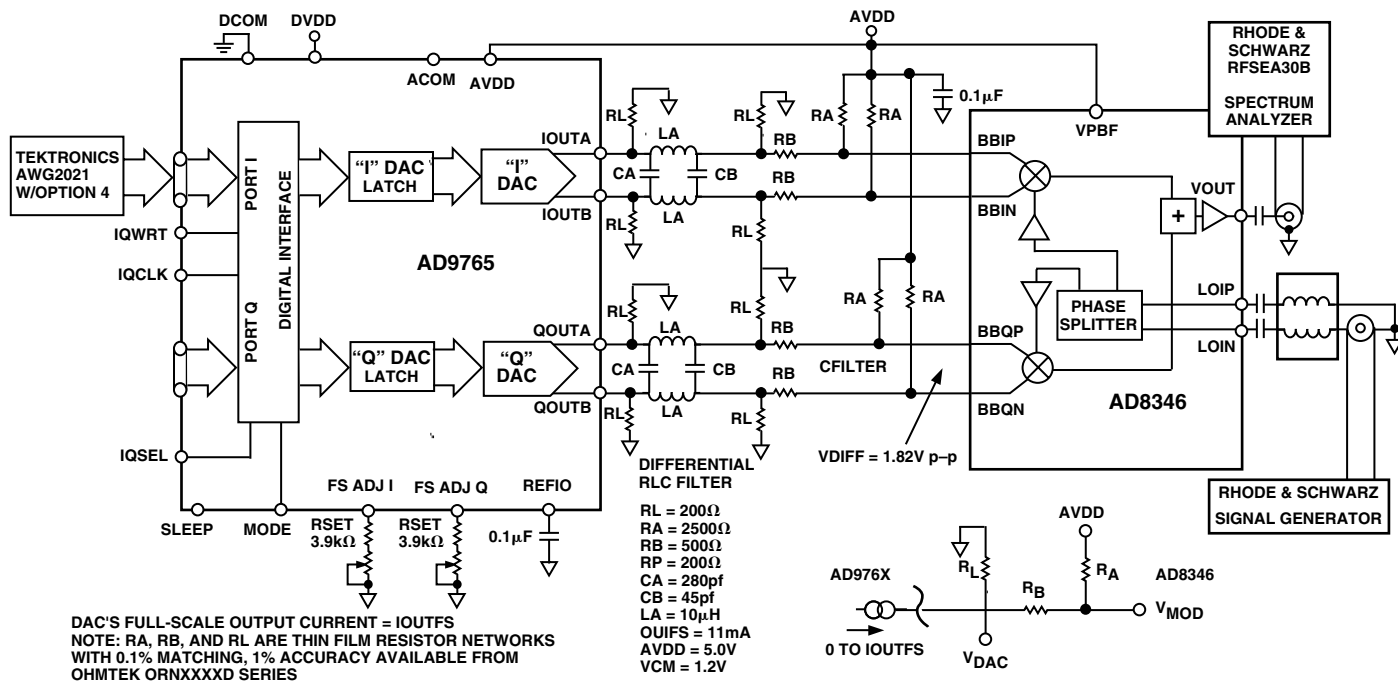 DCOM
DVDD
ACOM
AVDD
AVDD
RHODE &
SCHWARZ
RFSEA30B
SPECTRUM
ANALYZER
TEKTRONICS
AWG2021
W/OPTION 4
IQWRT
IQCLK
IQSEL
PORT I
PORT Q
DIGITAL INTERFACE
“I” DAC
LATCH
“I”
DAC
“Q” DAC
LATCH
“Q”
DAC
AD9765
IOUTA
IOUTB
QOUTA
QOUTB
SLEEP
MODE
FS ADJ I
FS ADJ Q
REFIO
RSET
3.9kΩ
RSET
3.9kΩ
0.1μF
RL
LA
RL
RB
RA
RA
0.1μF
CA
CB
RB
RL
LA
RL
RL
LA
RL
RB
RA
RA
CA
CB
RB
CFILTER
RL
LA
RL
VPBF
BBIP
BBIN
BBQP
BBQN
PHASE
SPLITTER
+
VOUT
LOIP
LOIN
AD8346
VDIFF = 1.82V p–p
RHODE & SCHWARZ
SIGNAL GENERATOR
DIFFERENTIAL
RLC FILTER
RL = 200Ω
RA = 2500Ω
RB = 500Ω
RP = 200Ω
CA = 280pf
CB = 45pf
LA = 10μH
OUIFS = 11mA
AVDD = 5.0V
VCM = 1.2V
AVDD
RL
RA
AD976X
RB
AD8346
VMOD
0 TO IOUTFS
VDAC
DAC'S FULL-SCALE OUTPUT CURRENT = IOUTFS
NOTE: RA, RB, AND RL ARE THIN FILM RESISTOR NETWORKS
WITH 0.1% MATCHING, 1% ACCURACY AVAILABLE FROM
OHMTEK ORNXXXXD SERIES